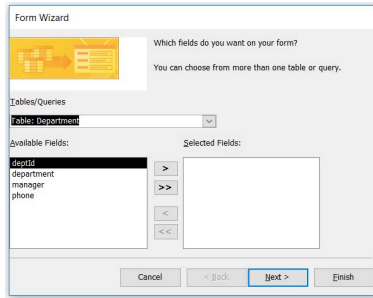 Form Wizard
Which fields do you want on your form?
You can choose from more than one table or query.
Tables/Queries
Table: Department
Available Fields:
Selected Fields:
deptId
department
manager
phone
>
>>
<
<<
Cancel
< Back
Next >
Finish